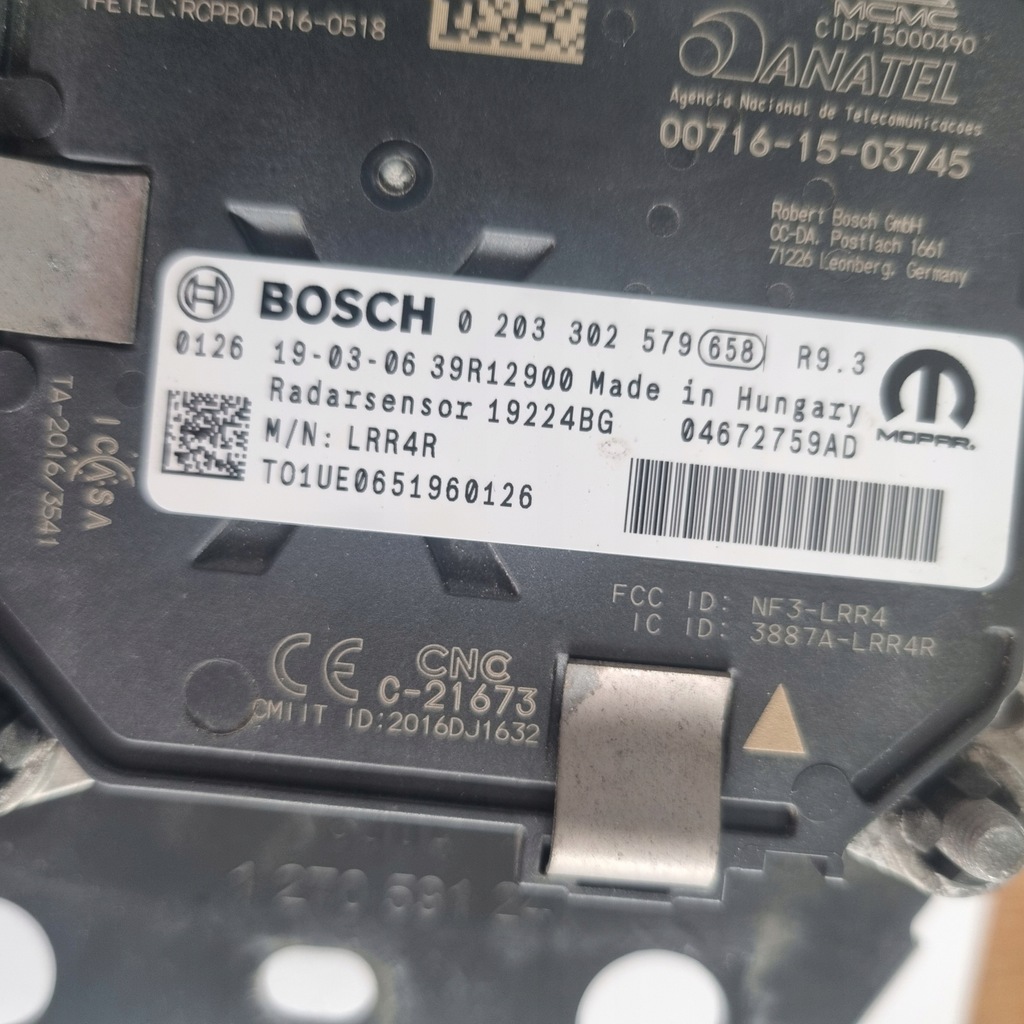 IFETEL:RCPBOLR16-0518
MCMC
CIDF15000490
ANATEL
Agencia Nacional de Telecomunicacoes
00716-15-03745
Robert Bosch GmbH
CC-DA, Postfach 1661
71226 Leonberg, Germany
BOSCH 0 203 302 579 658 R9.3
0126 19-03-06 39R12900 Made in Hungary
Radarsensor 19224BG 04672759AD
MOPAR.
M/N: LRR4R
T01UE0651960126
ICASA
TA-2016/3541
FCC ID: NF3-LRR4
IC ID: 3887A-LRR4R
CE
CNC
C-21673
CMIIT ID:2016DJ1632